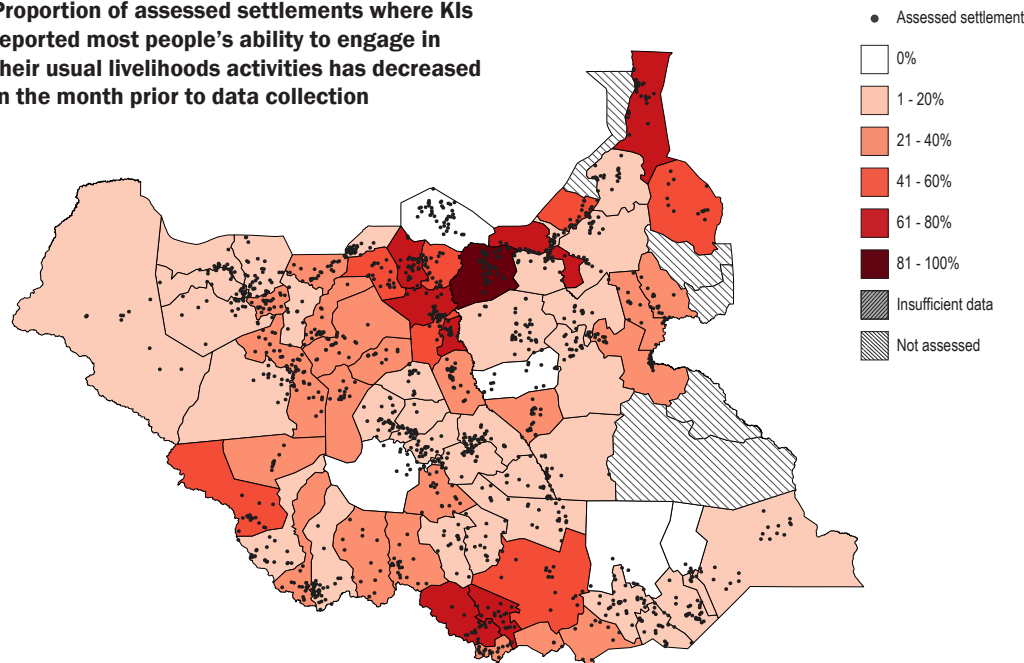 Proportion of assessed settlements where KIs
reported most people's ability to engage in
their usual livelihoods activities has decreased
in the month prior to data collection
Assessed settlement
0%
1 - 20%
21 - 40%
41 - 60%
61 - 80%
81 - 100%
Insufficient data
Not assessed